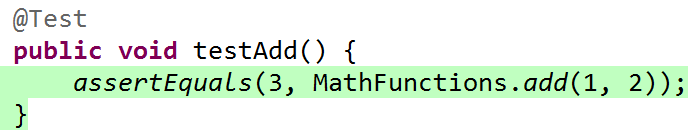 @Test
public void testAdd() {
    assertEquals(3, MathFunctions.add(1, 2));
}